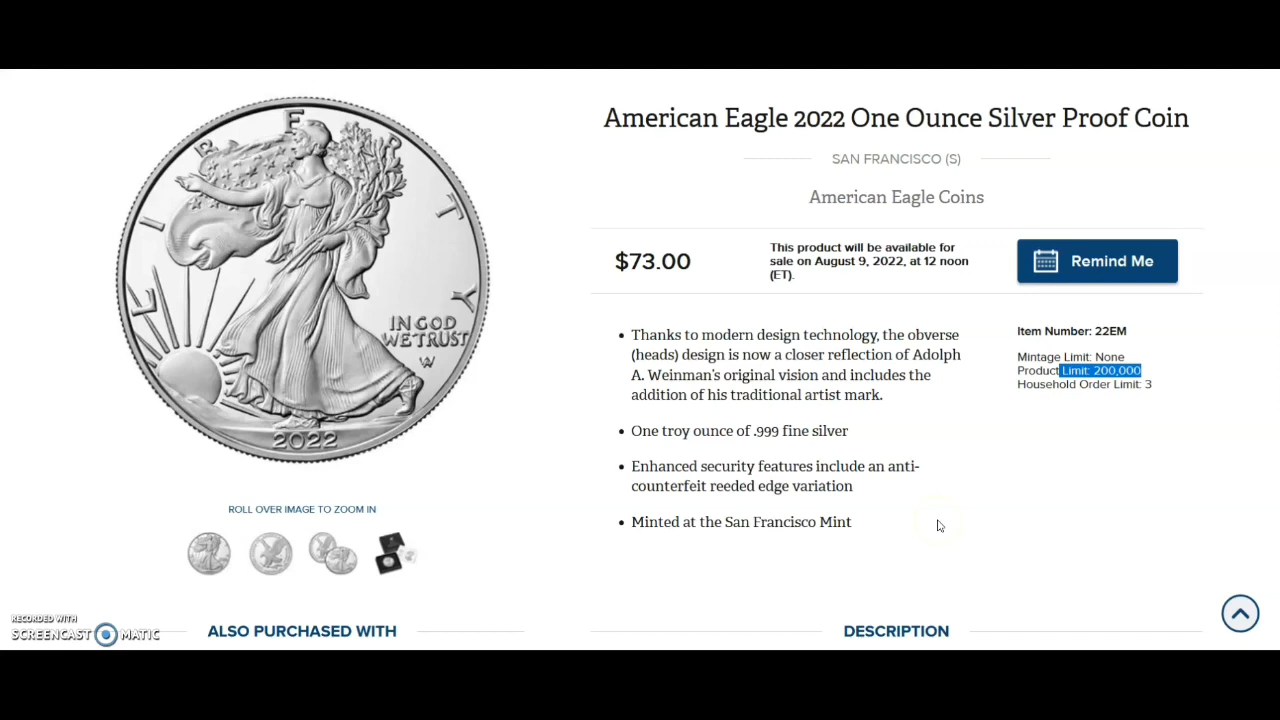 LIBERTY
IN GOD
WE TRUST
2022
ROLL OVER IMAGE TO ZOOM IN
American Eagle 2022 One Ounce Silver Proof Coin
SAN FRANCISCO (S)
American Eagle Coins
$73.00
This product will be available for
sale on August 9, 2022, at 12 noon
(ET).
Remind Me
• Thanks to modern design technology, the obverse
(heads) design is now a closer reflection of Adolph
A. Weinman's original vision and includes the
addition of his traditional artist mark.
• One troy ounce of .999 fine silver
• Enhanced security features include an anti-
counterfeit reeded edge variation
• Minted at the San Francisco Mint
Item Number: 22EM
Mintage Limit: None
Product Limit: 200,000
Household Order Limit: 3
RECORDED WITH
SCREENCAST MATIC
ALSO PURCHASED WITH
DESCRIPTION